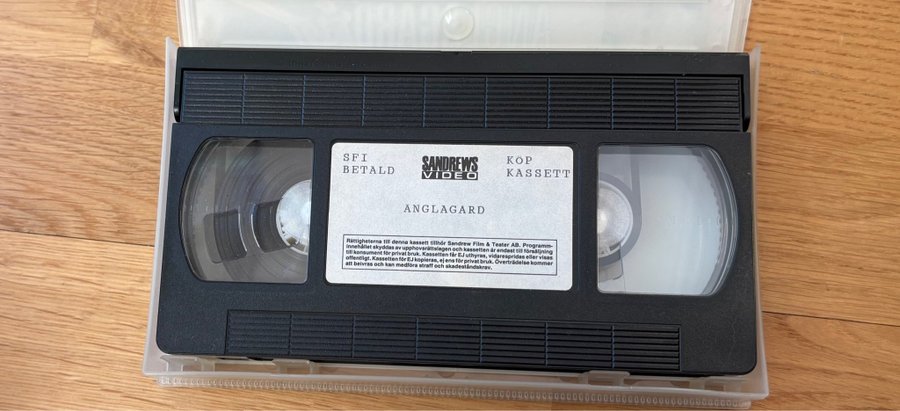 SFI
BETALD
SANDREWS
VIDEO
KÖP
KASSETT
ANGLAGARD
Rättigheterna till denna kassett tillhör Sandrew Film & Teater AB. Programm-
innehållet skyddas av upphovsrättslagen och kassetten är endast till försäljning
till konsument för privat bruk. Kassetten får EJ uthyras, vidarespridas eller visas
offentligt. Kassetten får EJ kopieras, ej ens för privat bruk. Överträdelse kommer
att beivras och kan medföra straff och skadeståndskrav.